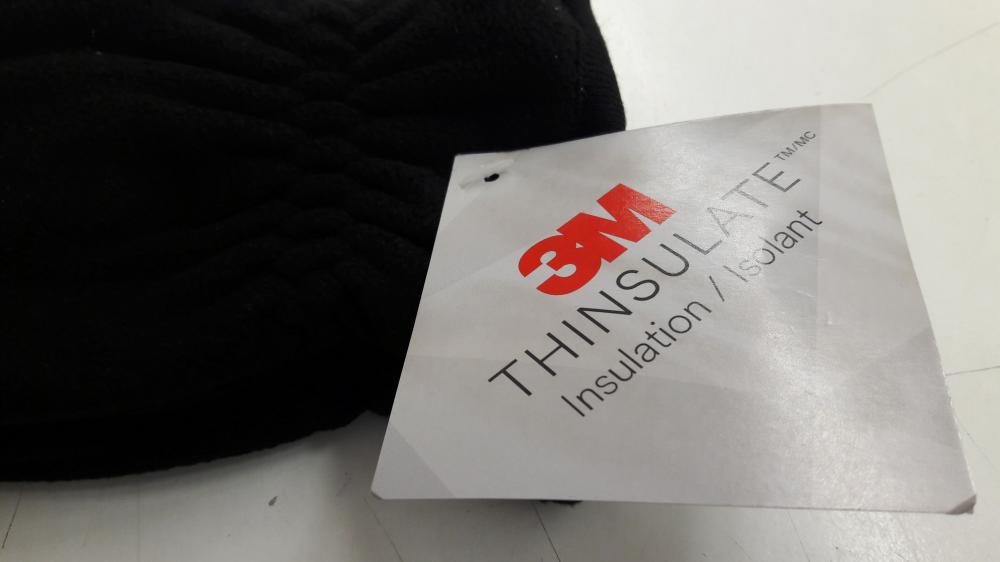 3M
THINSULATE™/MC
Insulation / Isolant